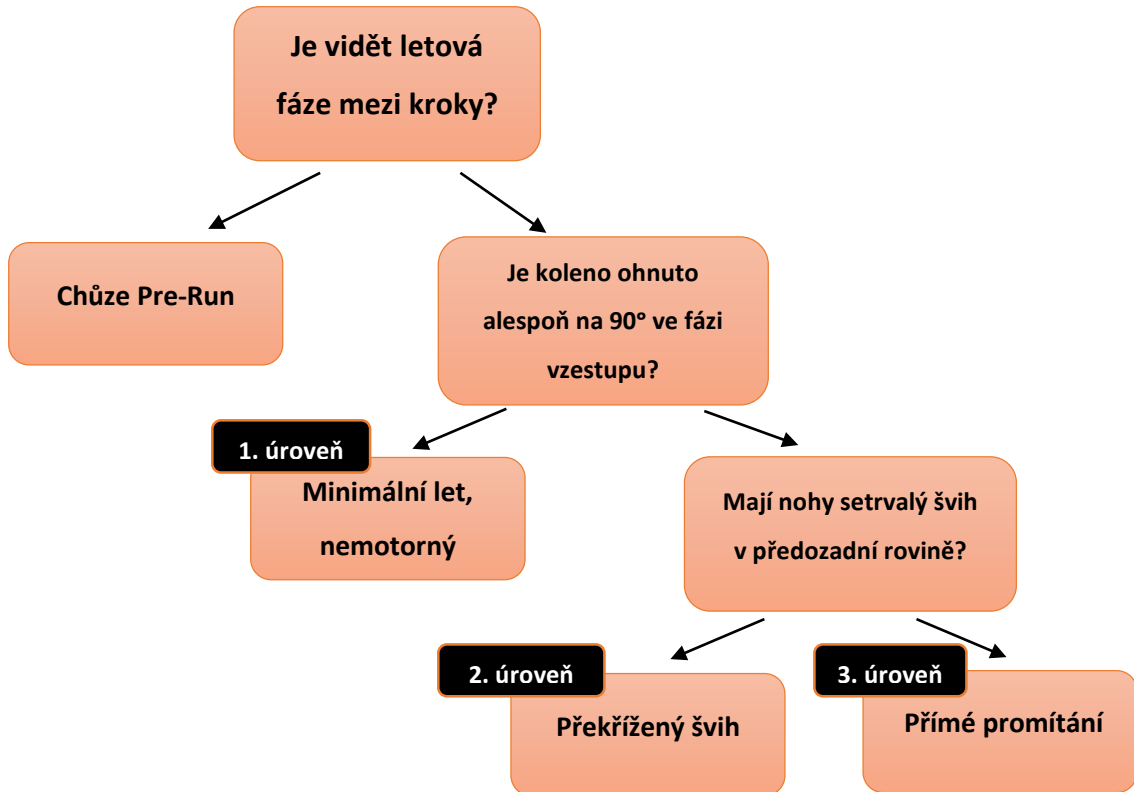 Je vidět letová
fáze mezi kroky?
Chůze Pre-Run
Je koleno ohnuto
alespoň na 90° ve fázi
vzestupu?
1. úroveň
Minimální let,
nemotorný
Mají nohy setrvalý švih
v předozadní rovině?
2. úroveň
Překřížený švih
3. úroveň
Přímé promítání